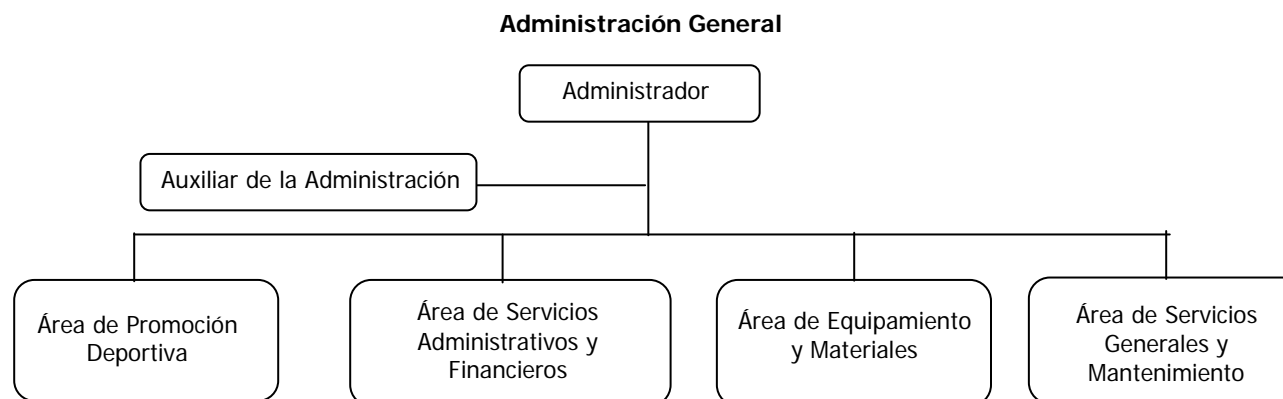 Administración General
Administrador
Auxiliar de la Administración
Área de Promoción
Deportiva
Área de Servicios
Administrativos y
Financieros
Área de Equipamiento
y Materiales
Área de Servicios
Generales y
Mantenimiento